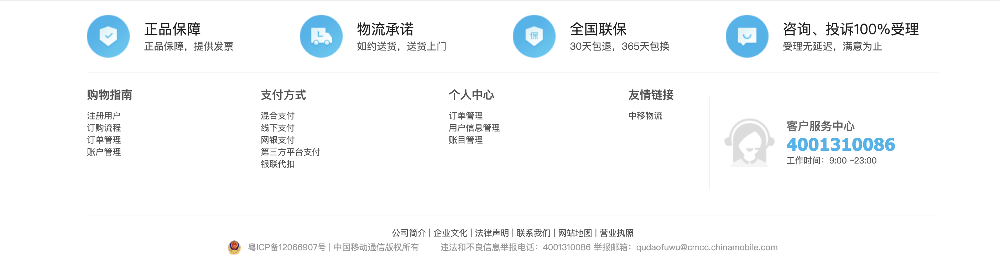 正品保障
正品保障，提供发票
物流承诺
如约送货，送货上门
保
全国联保
30天包退，365天包换
咨询、投诉100%受理
受理无延迟，满意为止
购物指南
注册用户
订购流程
订单管理
账户管理
支付方式
混合支付
线下支付
网银支付
第三方平台支付
银联代扣
个人中心
订单管理
用户信息管理
账目管理
友情链接
中移物流
客户服务中心
4001310086
工作时间：9:00 ~23:00
公司简介 | 企业文化 | 法律声明 | 联系我们 | 网站地图 | 营业执照
粤ICP备12066907号 | 中国移动通信版权所有 违法和不良信息举报电话：4001310086 举报邮箱：qudaofuwu@cmcc.chinamobile.com